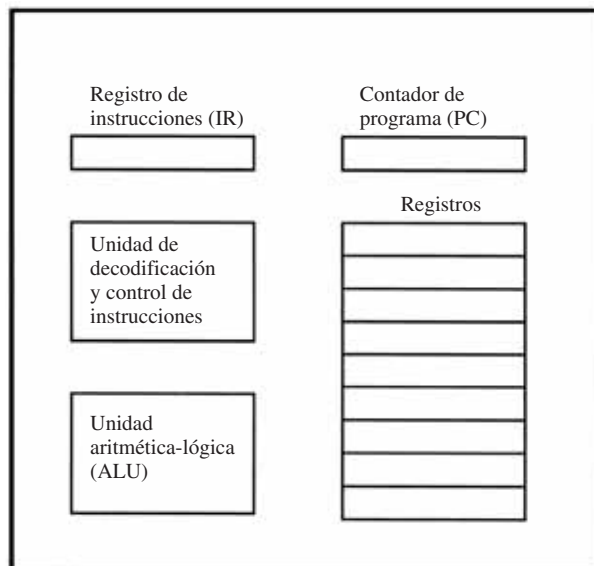 Registro de
instrucciones (IR)
Contador de
programa (PC)
Registros
Unidad de
decodificación
y control de
instrucciones
Unidad
aritmética-lógica
(ALU)